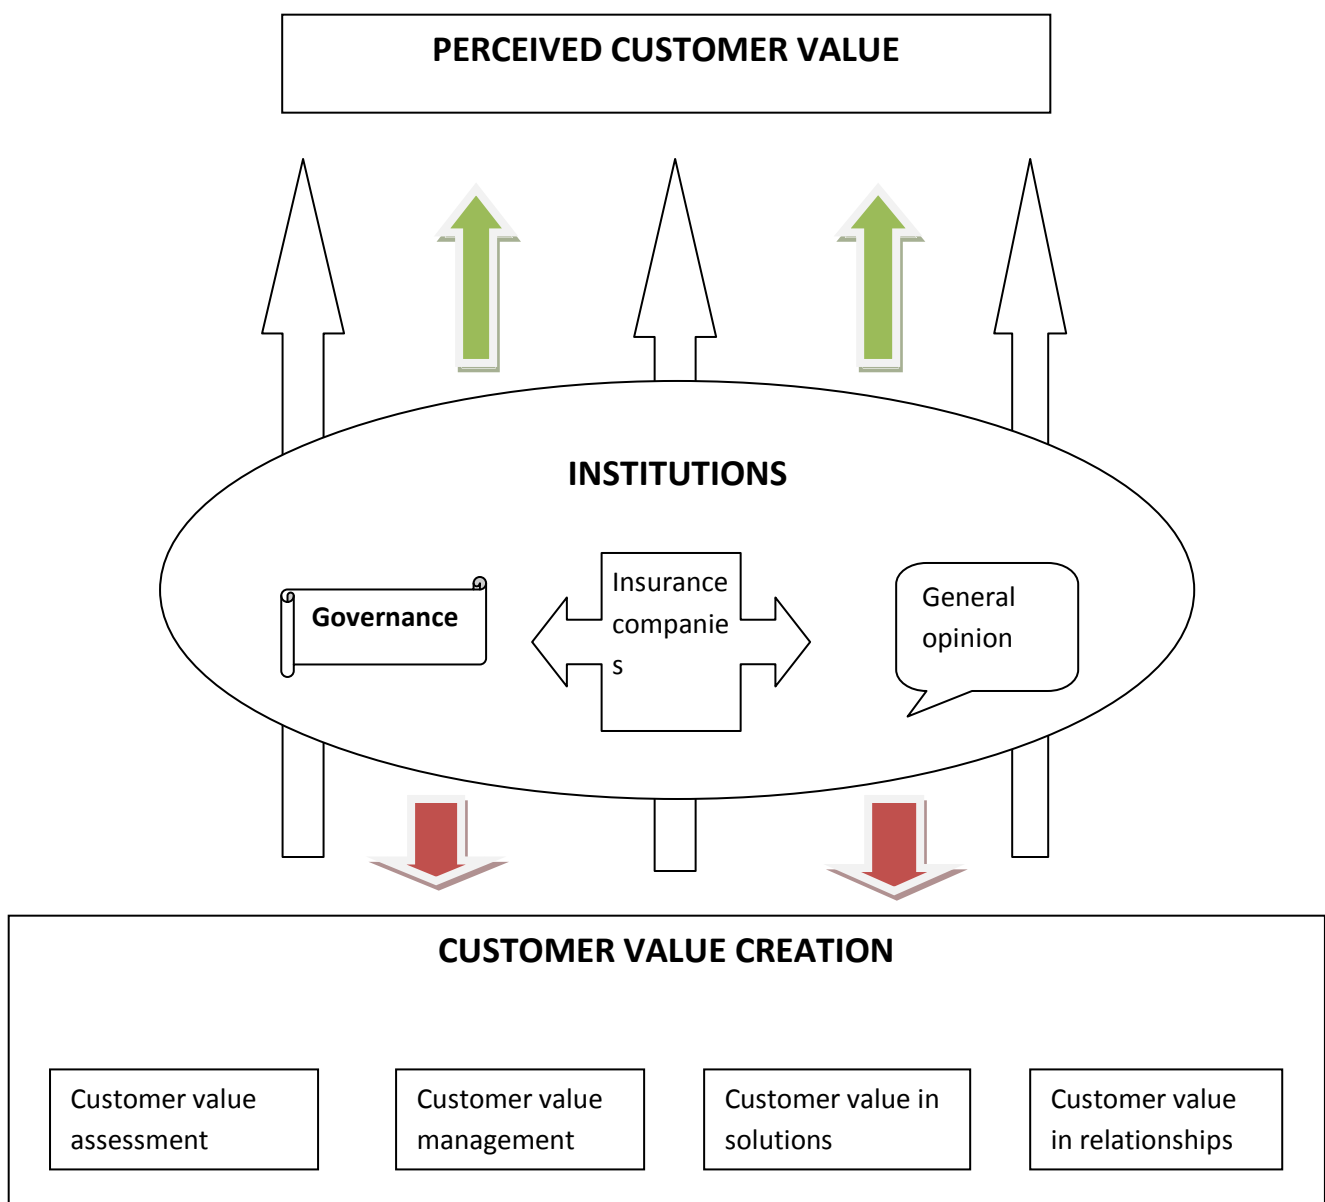 PERCEIVED CUSTOMER VALUE
INSTITUTIONS
Governance
Insurance
companie
s
General
opinion
CUSTOMER VALUE CREATION
Customer value
assessment
Customer value
management
Customer value in
solutions
Customer value
in relationships